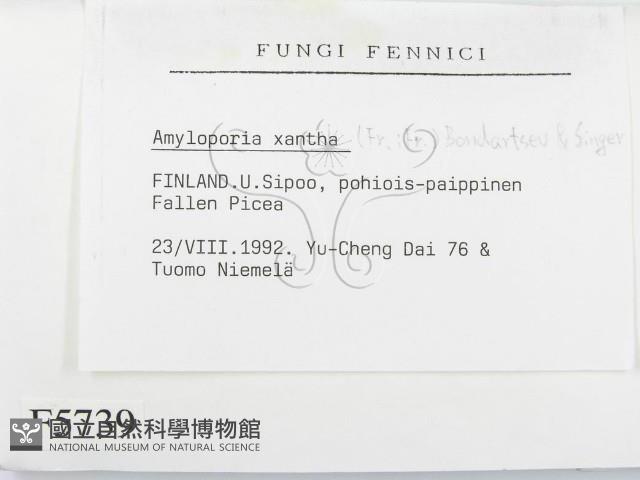 FUNGI FENNICI
Amyloporia xantha (Fr.:Fr.) Bondartsev & Singer
FINLAND.U.Sipoo, pohiois-paippinen
Fallen Picea
23/VIII.1992. Yu-Cheng Dai 76 &
Tuomo Niemelä
F5739
國立自然科學博物館
NATIONAL MUSEUM OF NATURAL SCIENCE